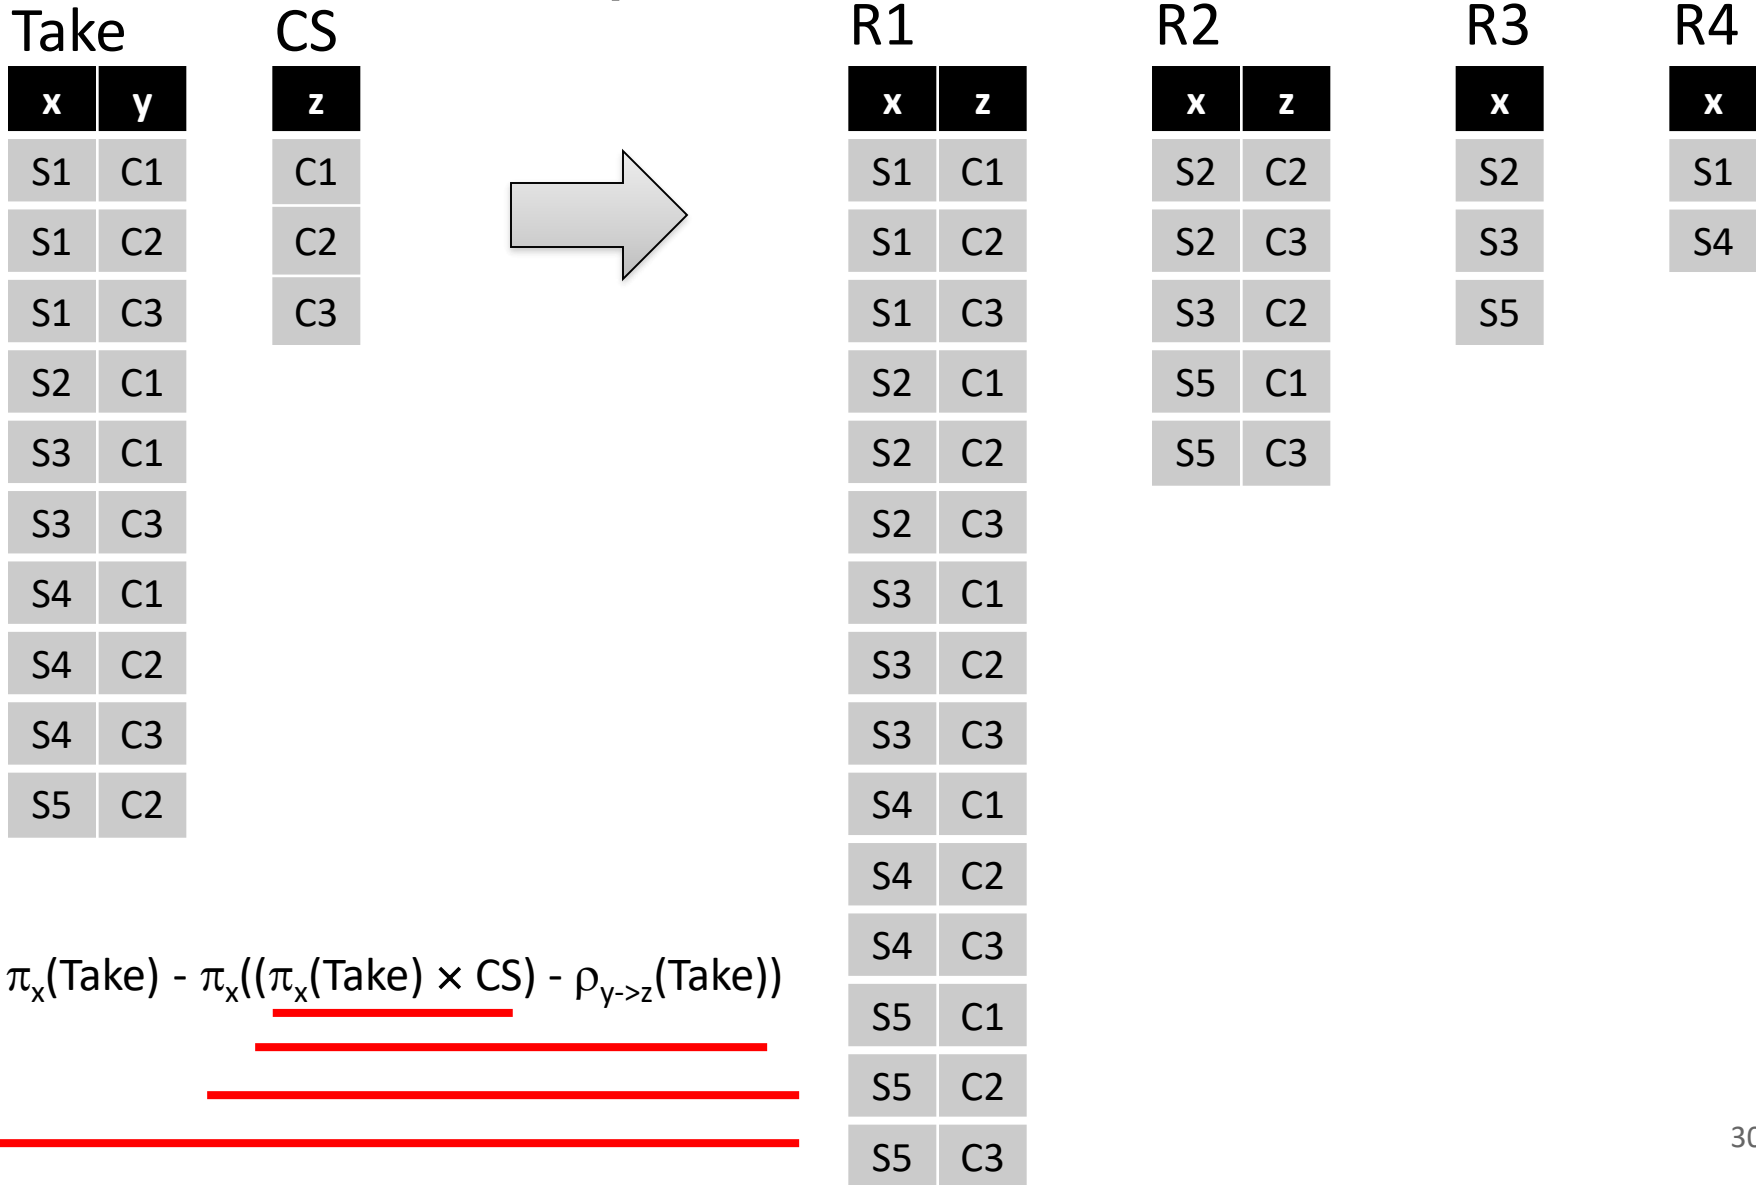 Take CS R1 R2 R3 R4
x y z x z x z x x
S1 C1 C1 S1 C1 S2 C2 S2 S1
S1 C2 C2 S1 C2 S2 C3 S3 S4
S1 C3 C3 S1 C3 S3 C2 S5
S2 C1 S2 C1 S5 C1
S3 C1 S2 C2 S5 C3
S3 C3 S2 C3
S4 C1 S3 C1
S4 C2 S3 C2
S4 C3 S3 C3
S5 C2 S4 C1
S4 C2
S4 C3
πx(Take) - πx((πx(Take) × CS) - ρy->z(Take))
S5 C1
S5 C2
S5 C3
30